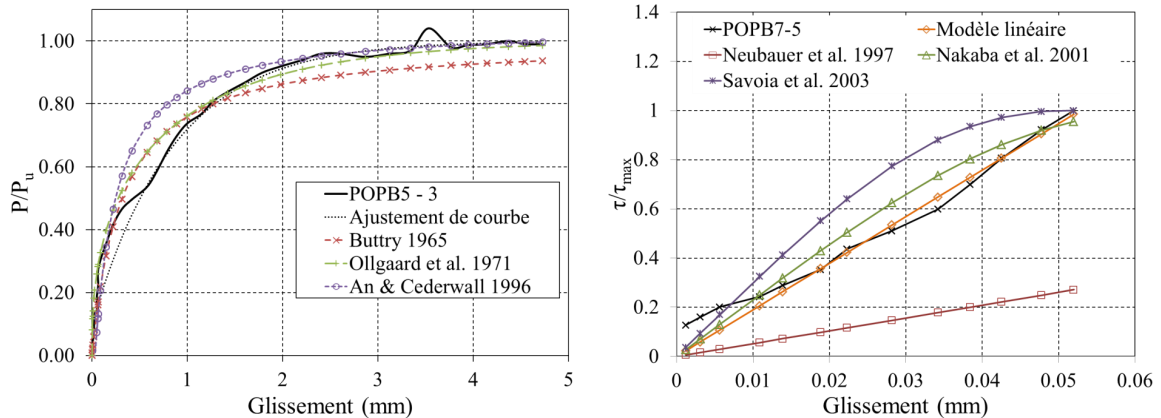 1.00
0.80
0.60
0.40
0.20
0.00
P/Pu
0
1
2
3
4
5
Glissement (mm)
POPB5 - 3
Ajustement de courbe
Buttry 1965
Ollgaard et al. 1971
An & Cederwall 1996
1.4
1.2
1
0.8
0.6
0.4
0.2
0
τ/τmax
0
0.01
0.02
0.03
0.04
0.05
0.06
Glissement (mm)
POPB7-5
Modèle linéaire
Neubauer et al. 1997
Nakaba et al. 2001
Savoia et al. 2003